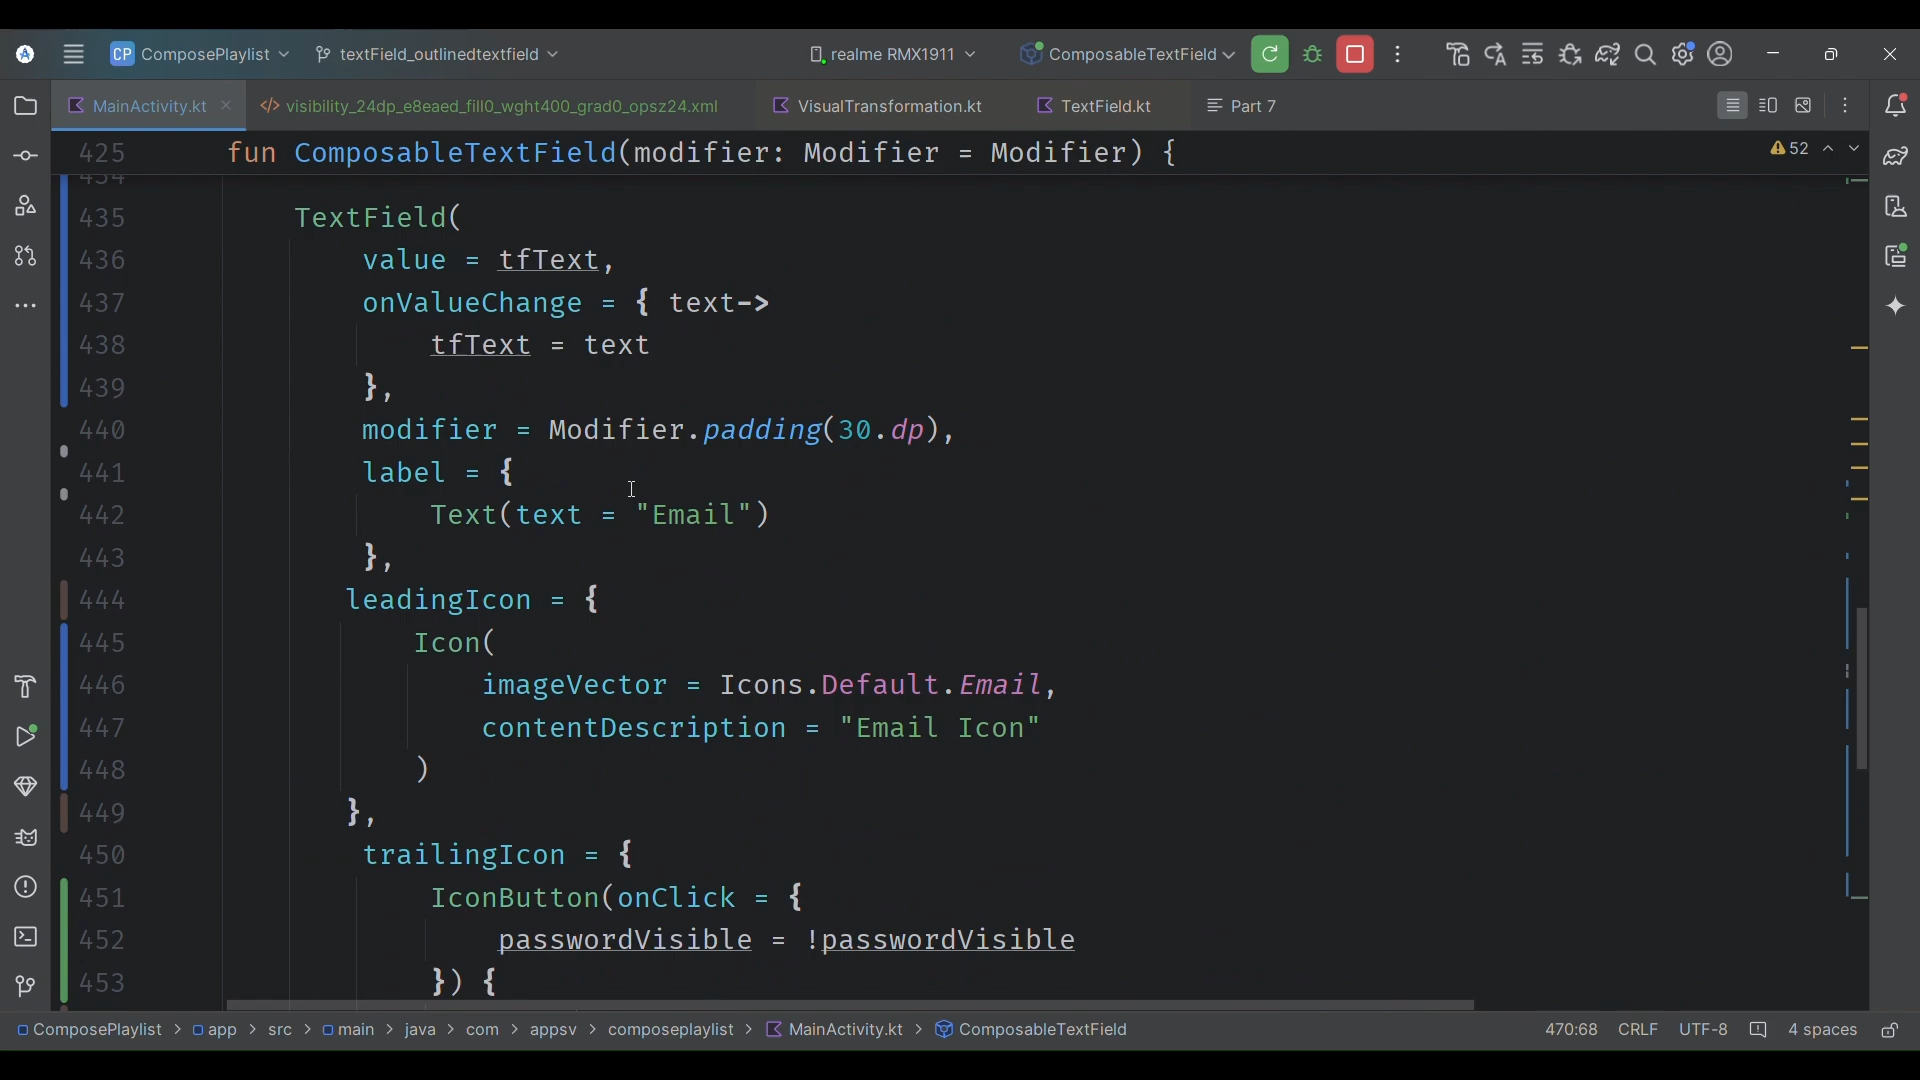 CP ComposePlaylist textField_outlinedtextfield realme RMX1911 ComposableTextField
MainActivity.kt visibility_24dp_e8eaed_fill0_wght400_grad0_opsz24.xml VisualTransformation.kt TextField.kt Part 7
425 fun ComposableTextField(modifier: Modifier = Modifier) { 52
434
435 TextField(
436 value = tfText,
437 onValueChange = { text->
438 tfText = text
439 },
440 modifier = Modifier.padding(30.dp),
441 label = {
442 Text(text = "Email")
443 },
444 leadingIcon = {
445 Icon(
446 imageVector = Icons.Default.Email,
447 contentDescription = "Email Icon"
448 )
449 },
450 trailingIcon = {
451 IconButton(onClick = {
452 passwordVisible = !passwordVisible
453 }) {
ComposePlaylist > app > src > main > java > com > appsv > composeplaylist > MainActivity.kt > ComposableTextField 470:68 CRLF UTF-8 4 spaces